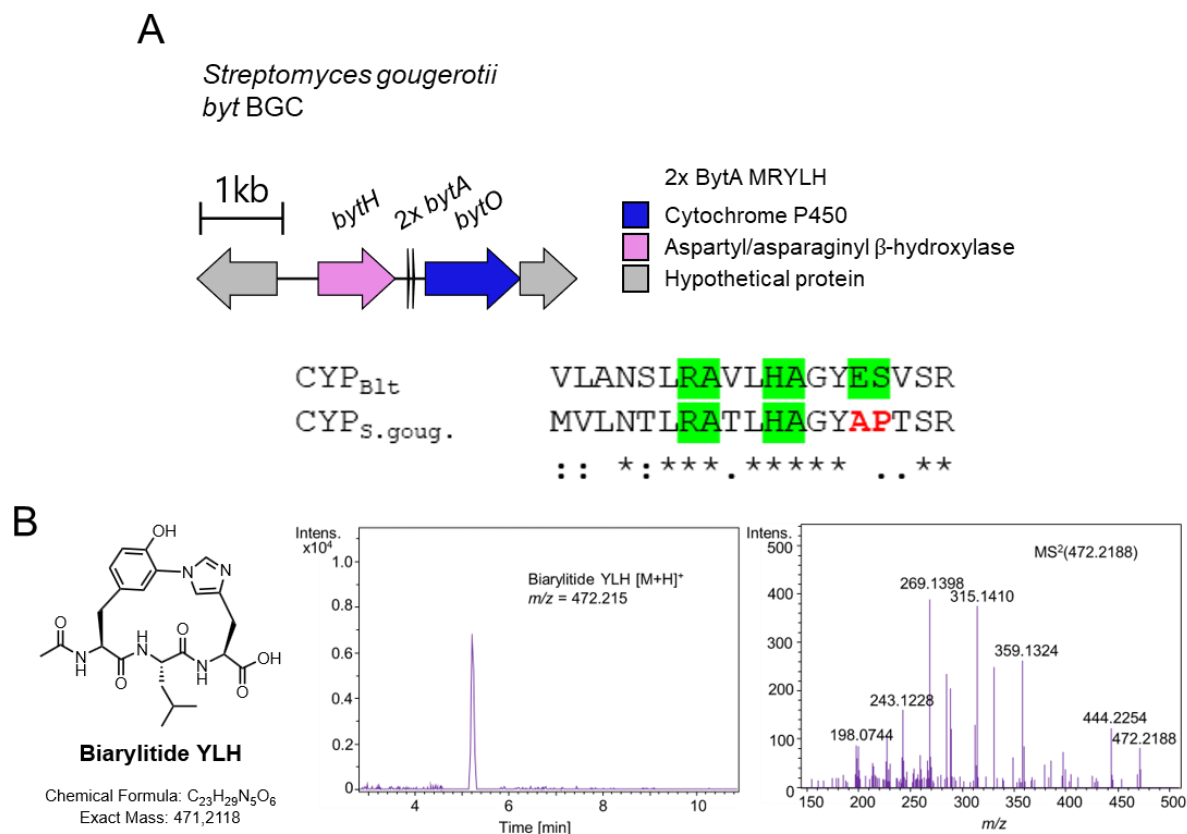 A
Streptomyces gougerotii
byt BGC
1kb
bytH
2x bytA
bytO
2x BytA MRYLH
Cytochrome P450
Aspartyl/asparaginyl β-hydroxylase
Hypothetical protein
CYP_Blt VLANSLRAVLHAGYESVSR
CYP_S.goug. MVLNTLRATLHAGYAPTSR
:: *:***.***** ..**
B
OH
N
N
O
N
H
O
H
N
O
N
H
O
OH
Biarylitide YLH
Chemical Formula: C23H29N5O6
Exact Mass: 471,2118
Intens.
x10^4
1.0
0.8
0.6
0.4
0.2
0
Biarylitide YLH [M+H]+
m/z = 472.215
4 6 8 10
Time [min]
Intens.
500
400
300
200
100
0
MS2(472.2188)
269.1398
315.1410
359.1324
243.1228
198.0744
444.2254
472.2188
150 200 250 300 350 400 450 500
m/z